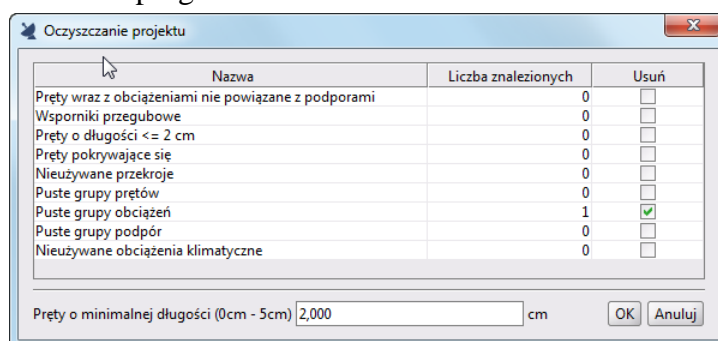 Oczyszczanie projektu
Nazwa Liczba znalezionych Usuń
Pręty wraz z obciążeniami nie powiązane z podporami 0
Wsporniki przegubowe 0
Pręty o długości <= 2 cm 0
Pręty pokrywające się 0
Nieużywane przekroje 0
Puste grupy prętów 0
Puste grupy obciążeń 1
Puste grupy podpór 0
Nieużywane obciążenia klimatyczne 0
Pręty o minimalnej długości (0cm - 5cm) 2,000 cm OK Anuluj